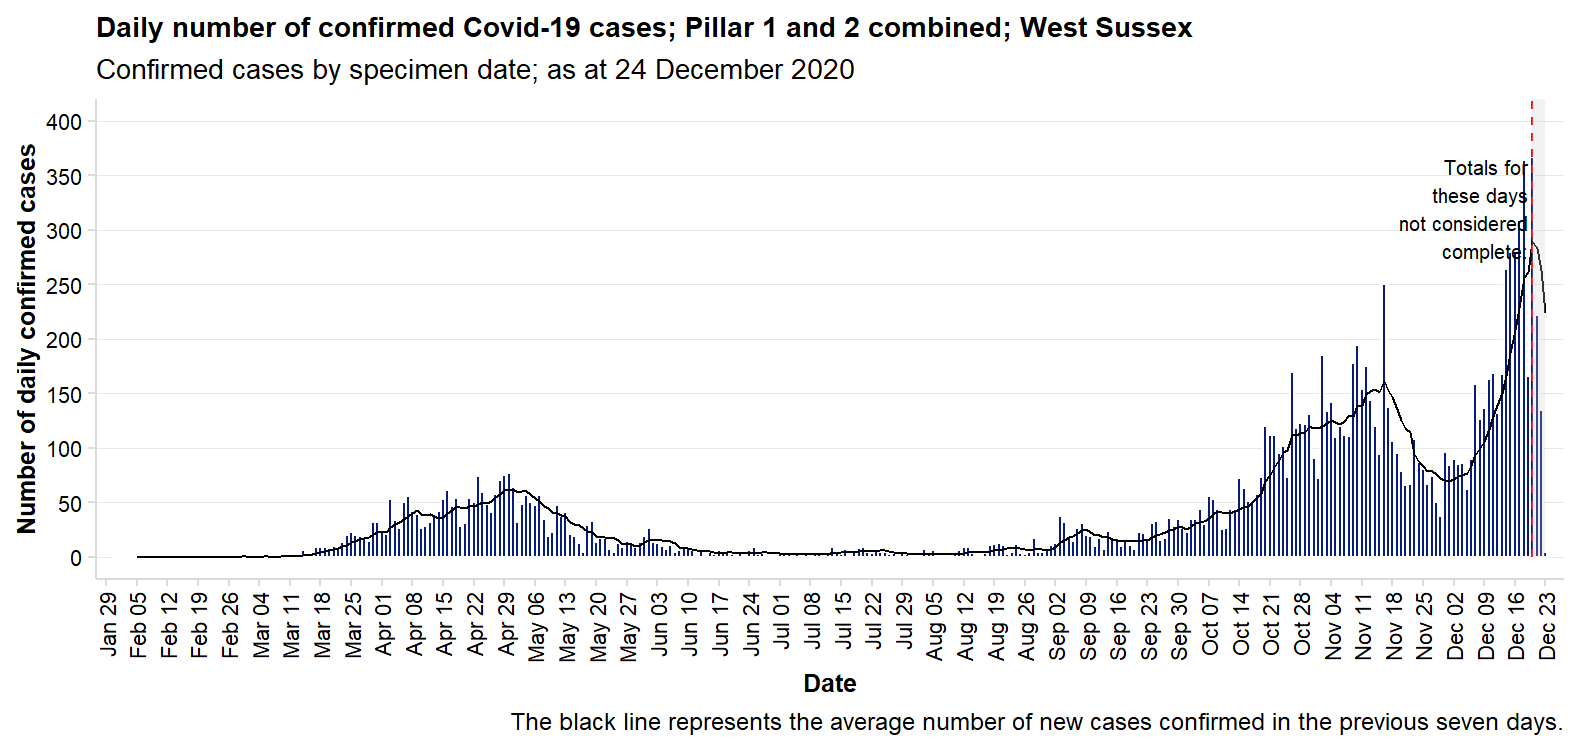 Daily number of confirmed Covid-19 cases; Pillar 1 and 2 combined; West Sussex
Confirmed cases by specimen date; as at 24 December 2020
Number of daily confirmed cases
400
350
300
250
200
150
100
50
0
Totals for
these days
not considered
complete.
Jan 29
Feb 05
Feb 12
Feb 19
Feb 26
Mar 04
Mar 11
Mar 18
Mar 25
Apr 01
Apr 08
Apr 15
Apr 22
Apr 29
May 06
May 13
May 20
May 27
Jun 03
Jun 10
Jun 17
Jun 24
Jul 01
Jul 08
Jul 15
Jul 22
Jul 29
Aug 05
Aug 12
Aug 19
Aug 26
Sep 02
Sep 09
Sep 16
Sep 23
Sep 30
Oct 07
Oct 14
Oct 21
Oct 28
Nov 04
Nov 11
Nov 18
Nov 25
Dec 02
Dec 09
Dec 16
Dec 23
Date
The black line represents the average number of new cases confirmed in the previous seven days.